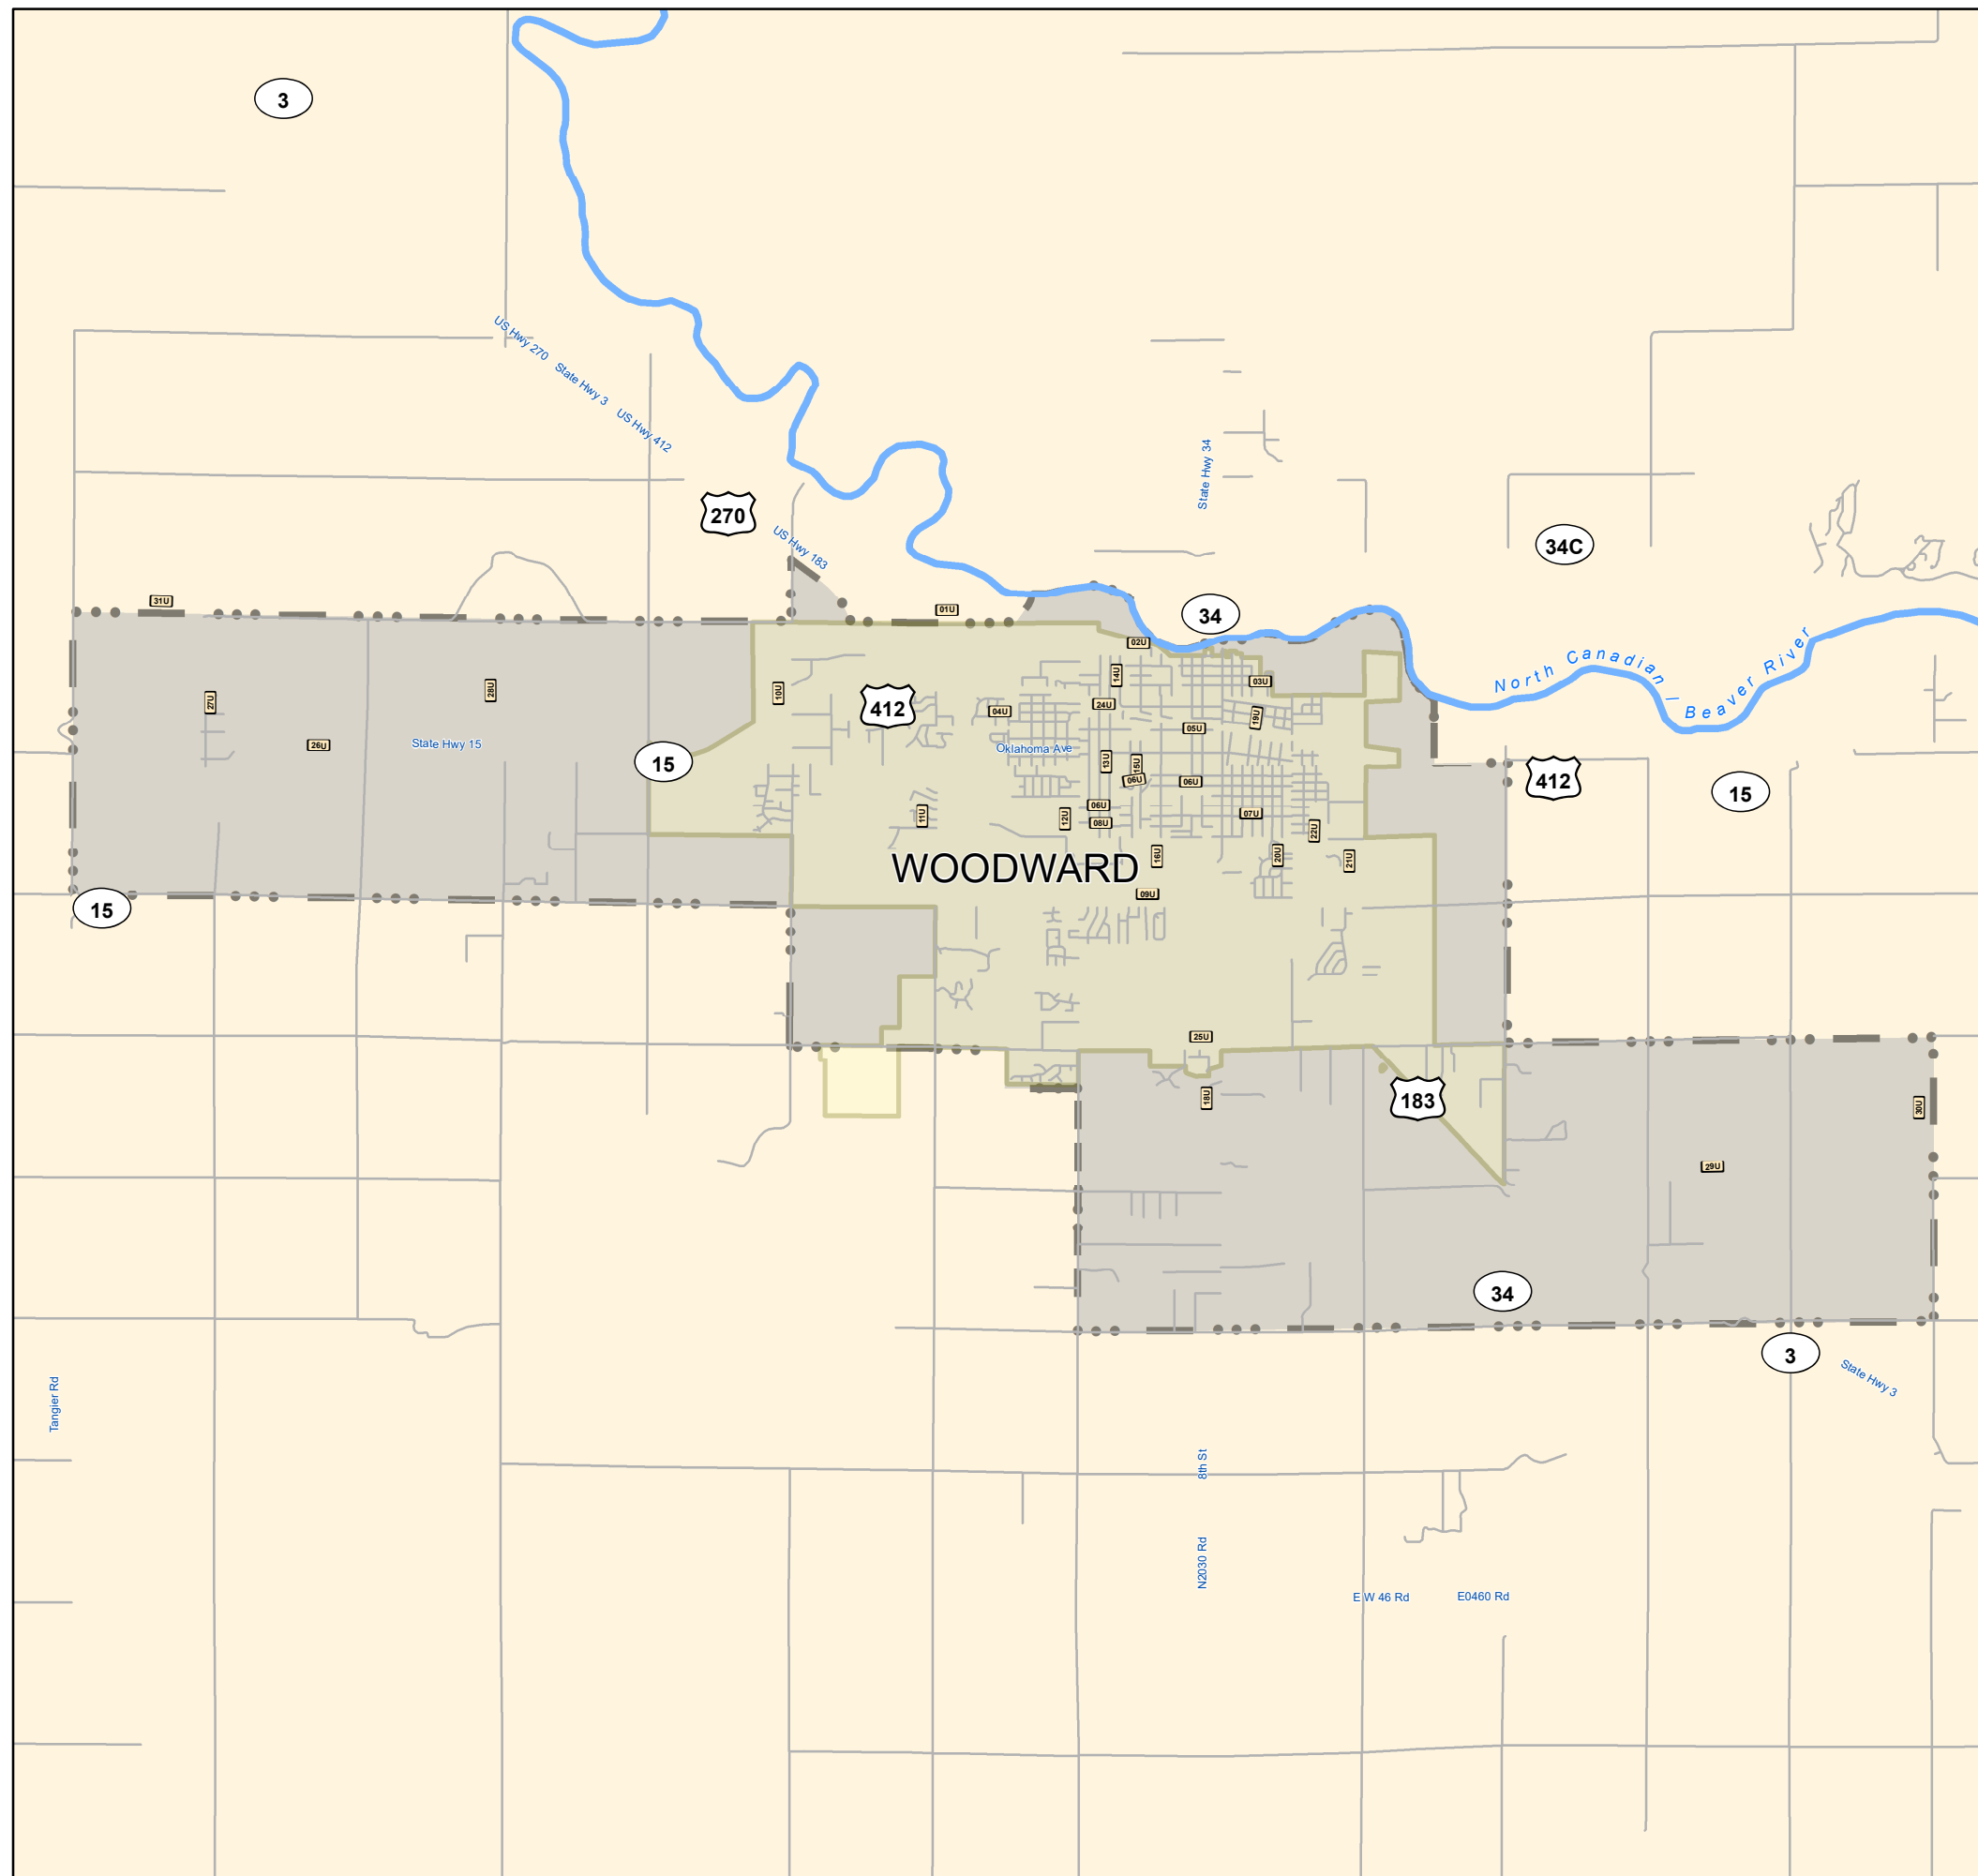 3
US Hwy 270
State Hwy 3
US Hwy 412
State Hwy 34
270
US Hwy 183
34C
31U
01U
34
02U
North Canadian / Beaver River
27U
28U
10U
412
04U
14U
24U
03U
19U
05U
26U
State Hwy 15
15
Oklahoma Ave
13U
15U
06U
06U
412
15
11U
12U
06U
08U
07U
22U
WOODWARD
16U
20U
21U
09U
15
25U
18U
183
30U
29U
34
3
State Hwy 3
Tangier Rd
8th St
N2030 Rd
E W 46 Rd
E0460 Rd